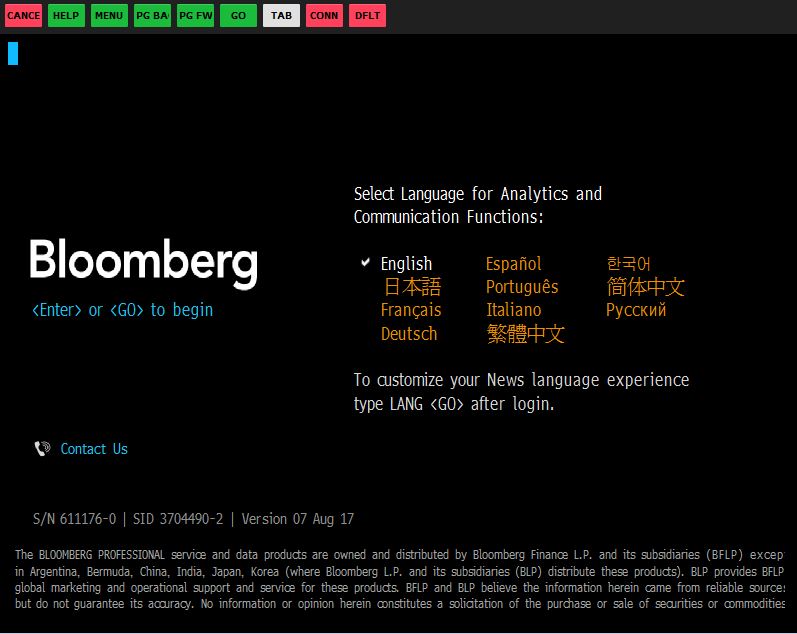 CANCE HELP MENU PG BA PG FW GO TAB CONN DFLT
Select Language for Analytics and
Communication Functions:
Bloomberg
<Enter> or <GO> to begin
English Español 한국어
日本語 Português 简体中文
Français Italiano Русский
Deutsch 繁體中文
To customize your News language experience
type LANG <GO> after login.
Contact Us
S/N 611176-0 | SID 3704490-2 | Version 07 Aug 17
The BLOOMBERG PROFESSIONAL service and data products are owned and distributed by Bloomberg Finance L.P. and its subsidiaries (BFLP) excep
in Argentina, Bermuda, China, India, Japan, Korea (where Bloomberg L.P. and its subsidiaries (BLP) distribute these products). BLP provides BFLP
global marketing and operational support and service for these products. BFLP and BLP believe the information herein came from reliable sources
but do not guarantee its accuracy. No information or opinion herein constitutes a solicitation of the purchase or sale of securities or commodities